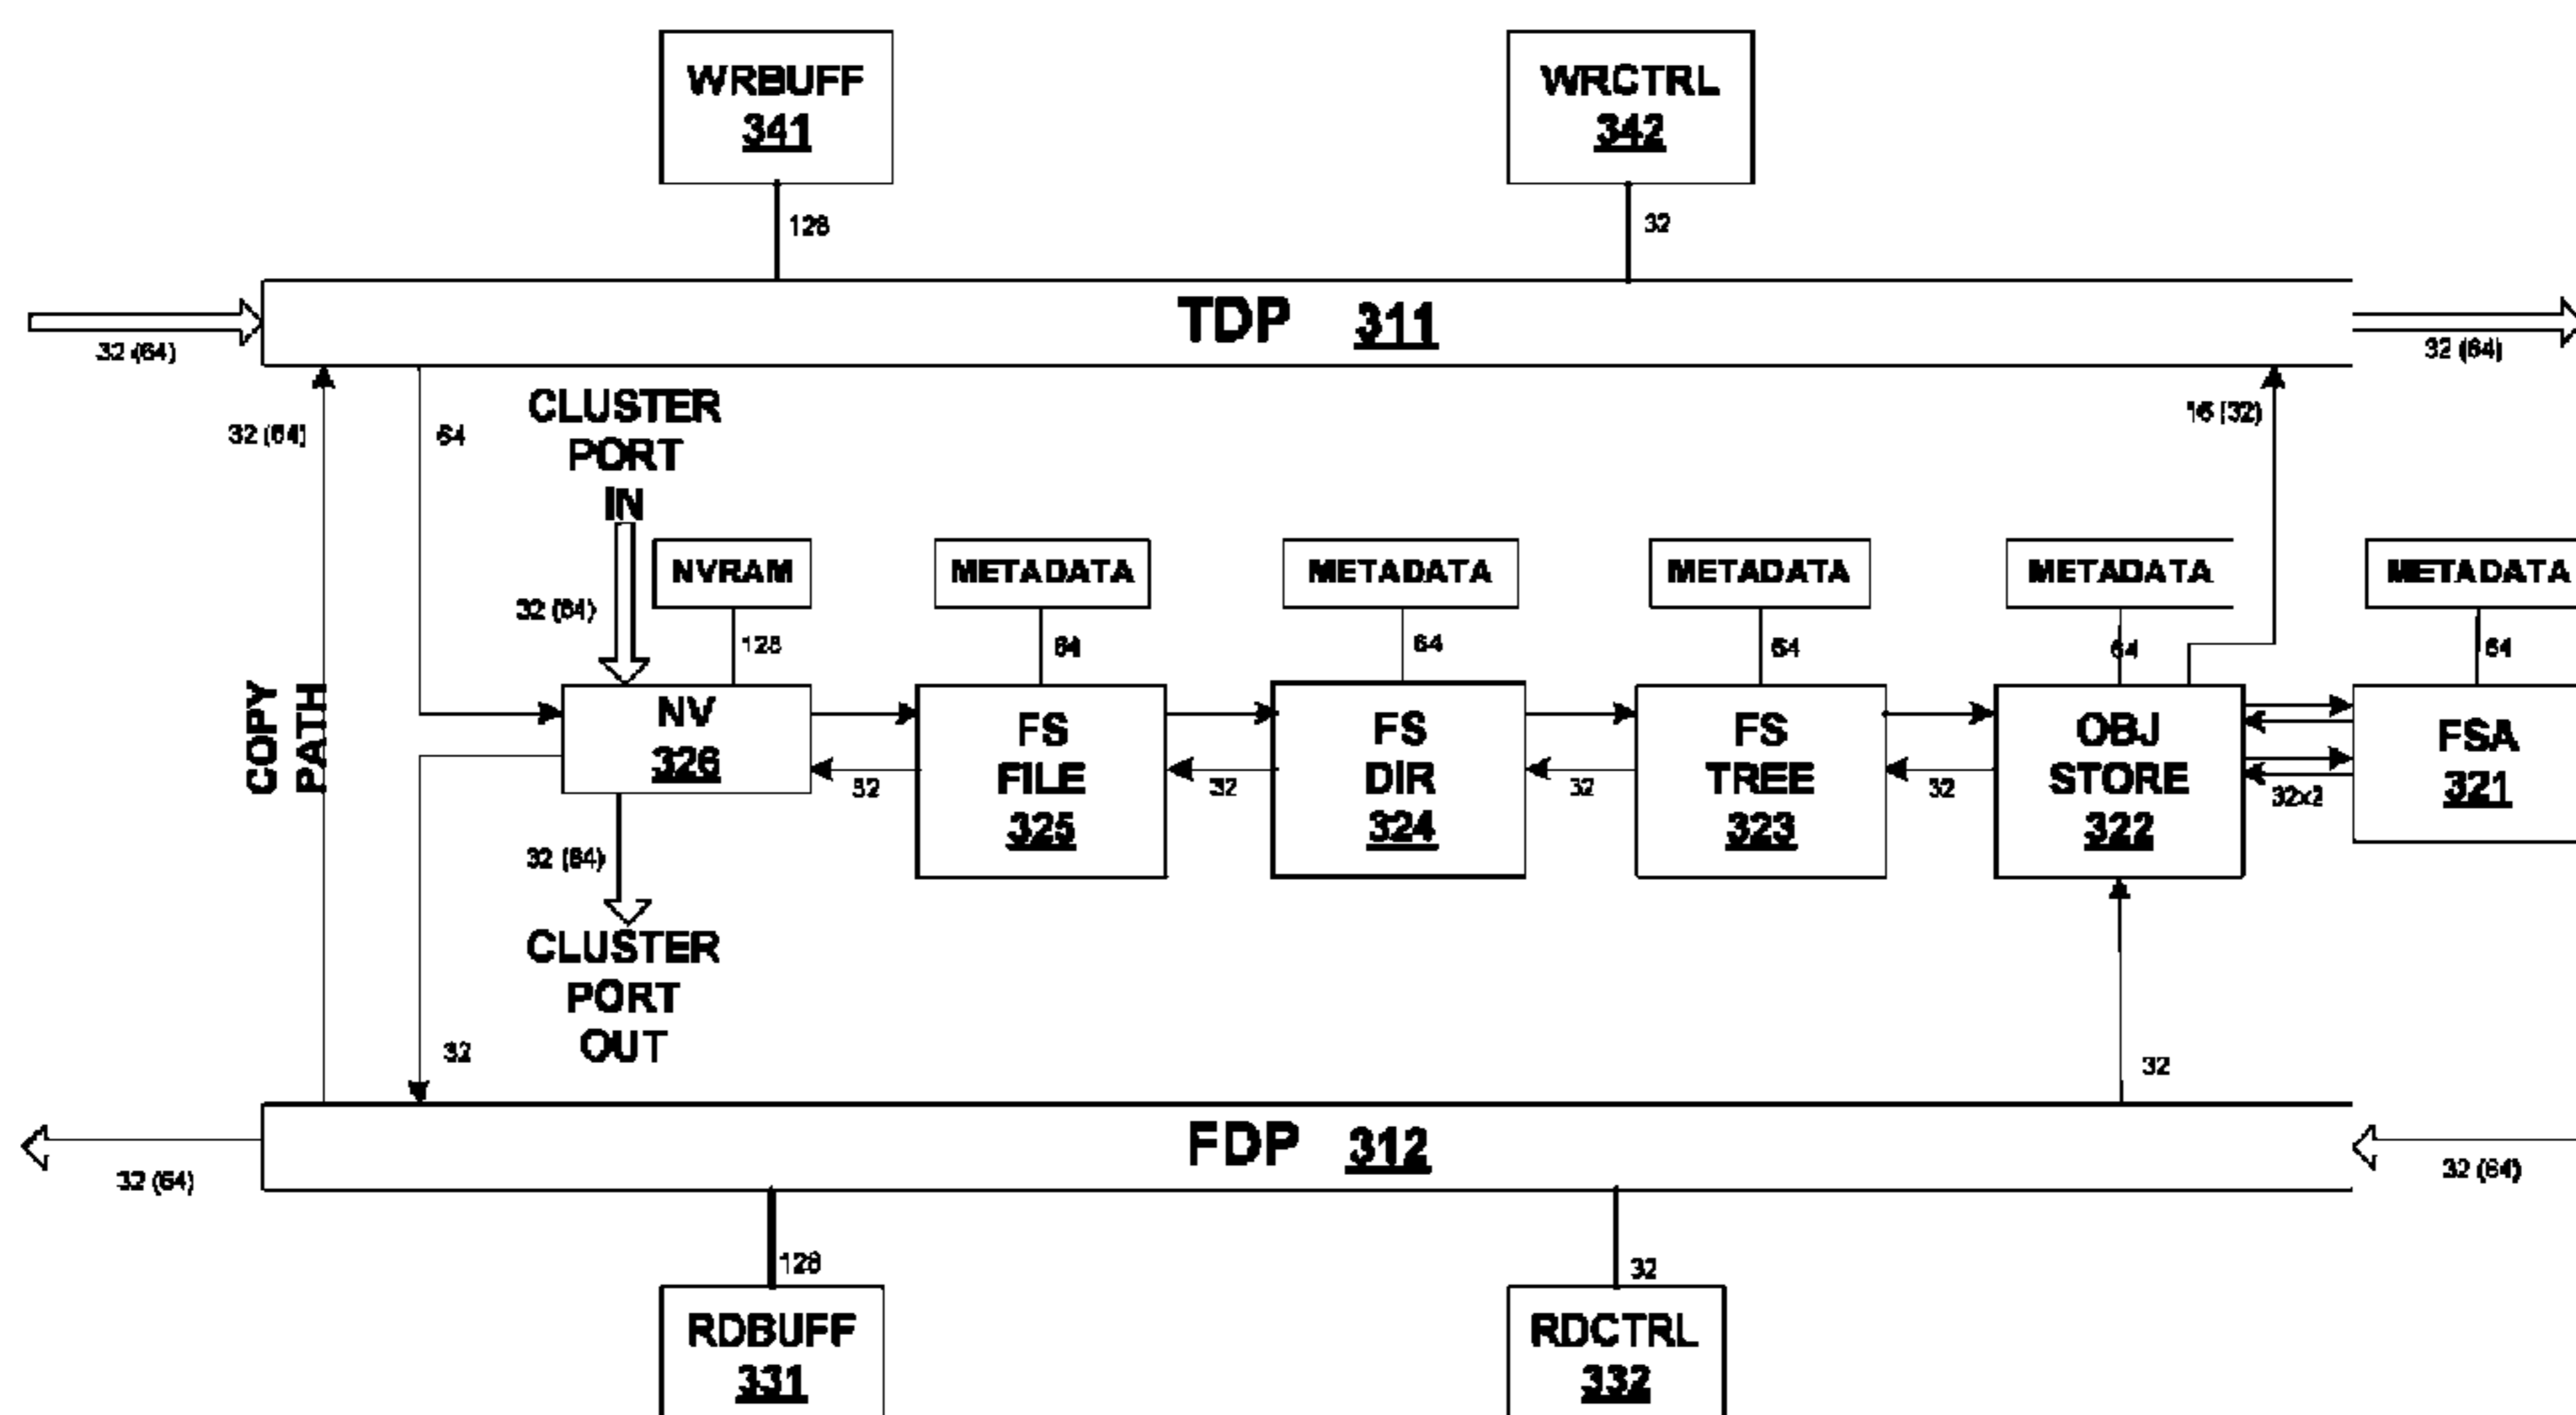 WRBUFF
341
WRCTRL
342
128
32
TDP 311
32 (64)
32 (64)
32 (64)
64
CLUSTER
PORT
IN
16 (32)
NVRAM
METADATA
METADATA
METADATA
METADATA
METADATA
32 (64)
128
64
64
64
64
64
COPY
PATH
NV
326
FS
FILE
325
FS
DIR
324
FS
TREE
323
OBJ
STORE
322
FSA
321
32
32
32
32
32x2
32 (64)
CLUSTER
PORT
OUT
32
32
FDP 312
32 (64)
32 (64)
128
32
RDBUFF
331
RDCTRL
332